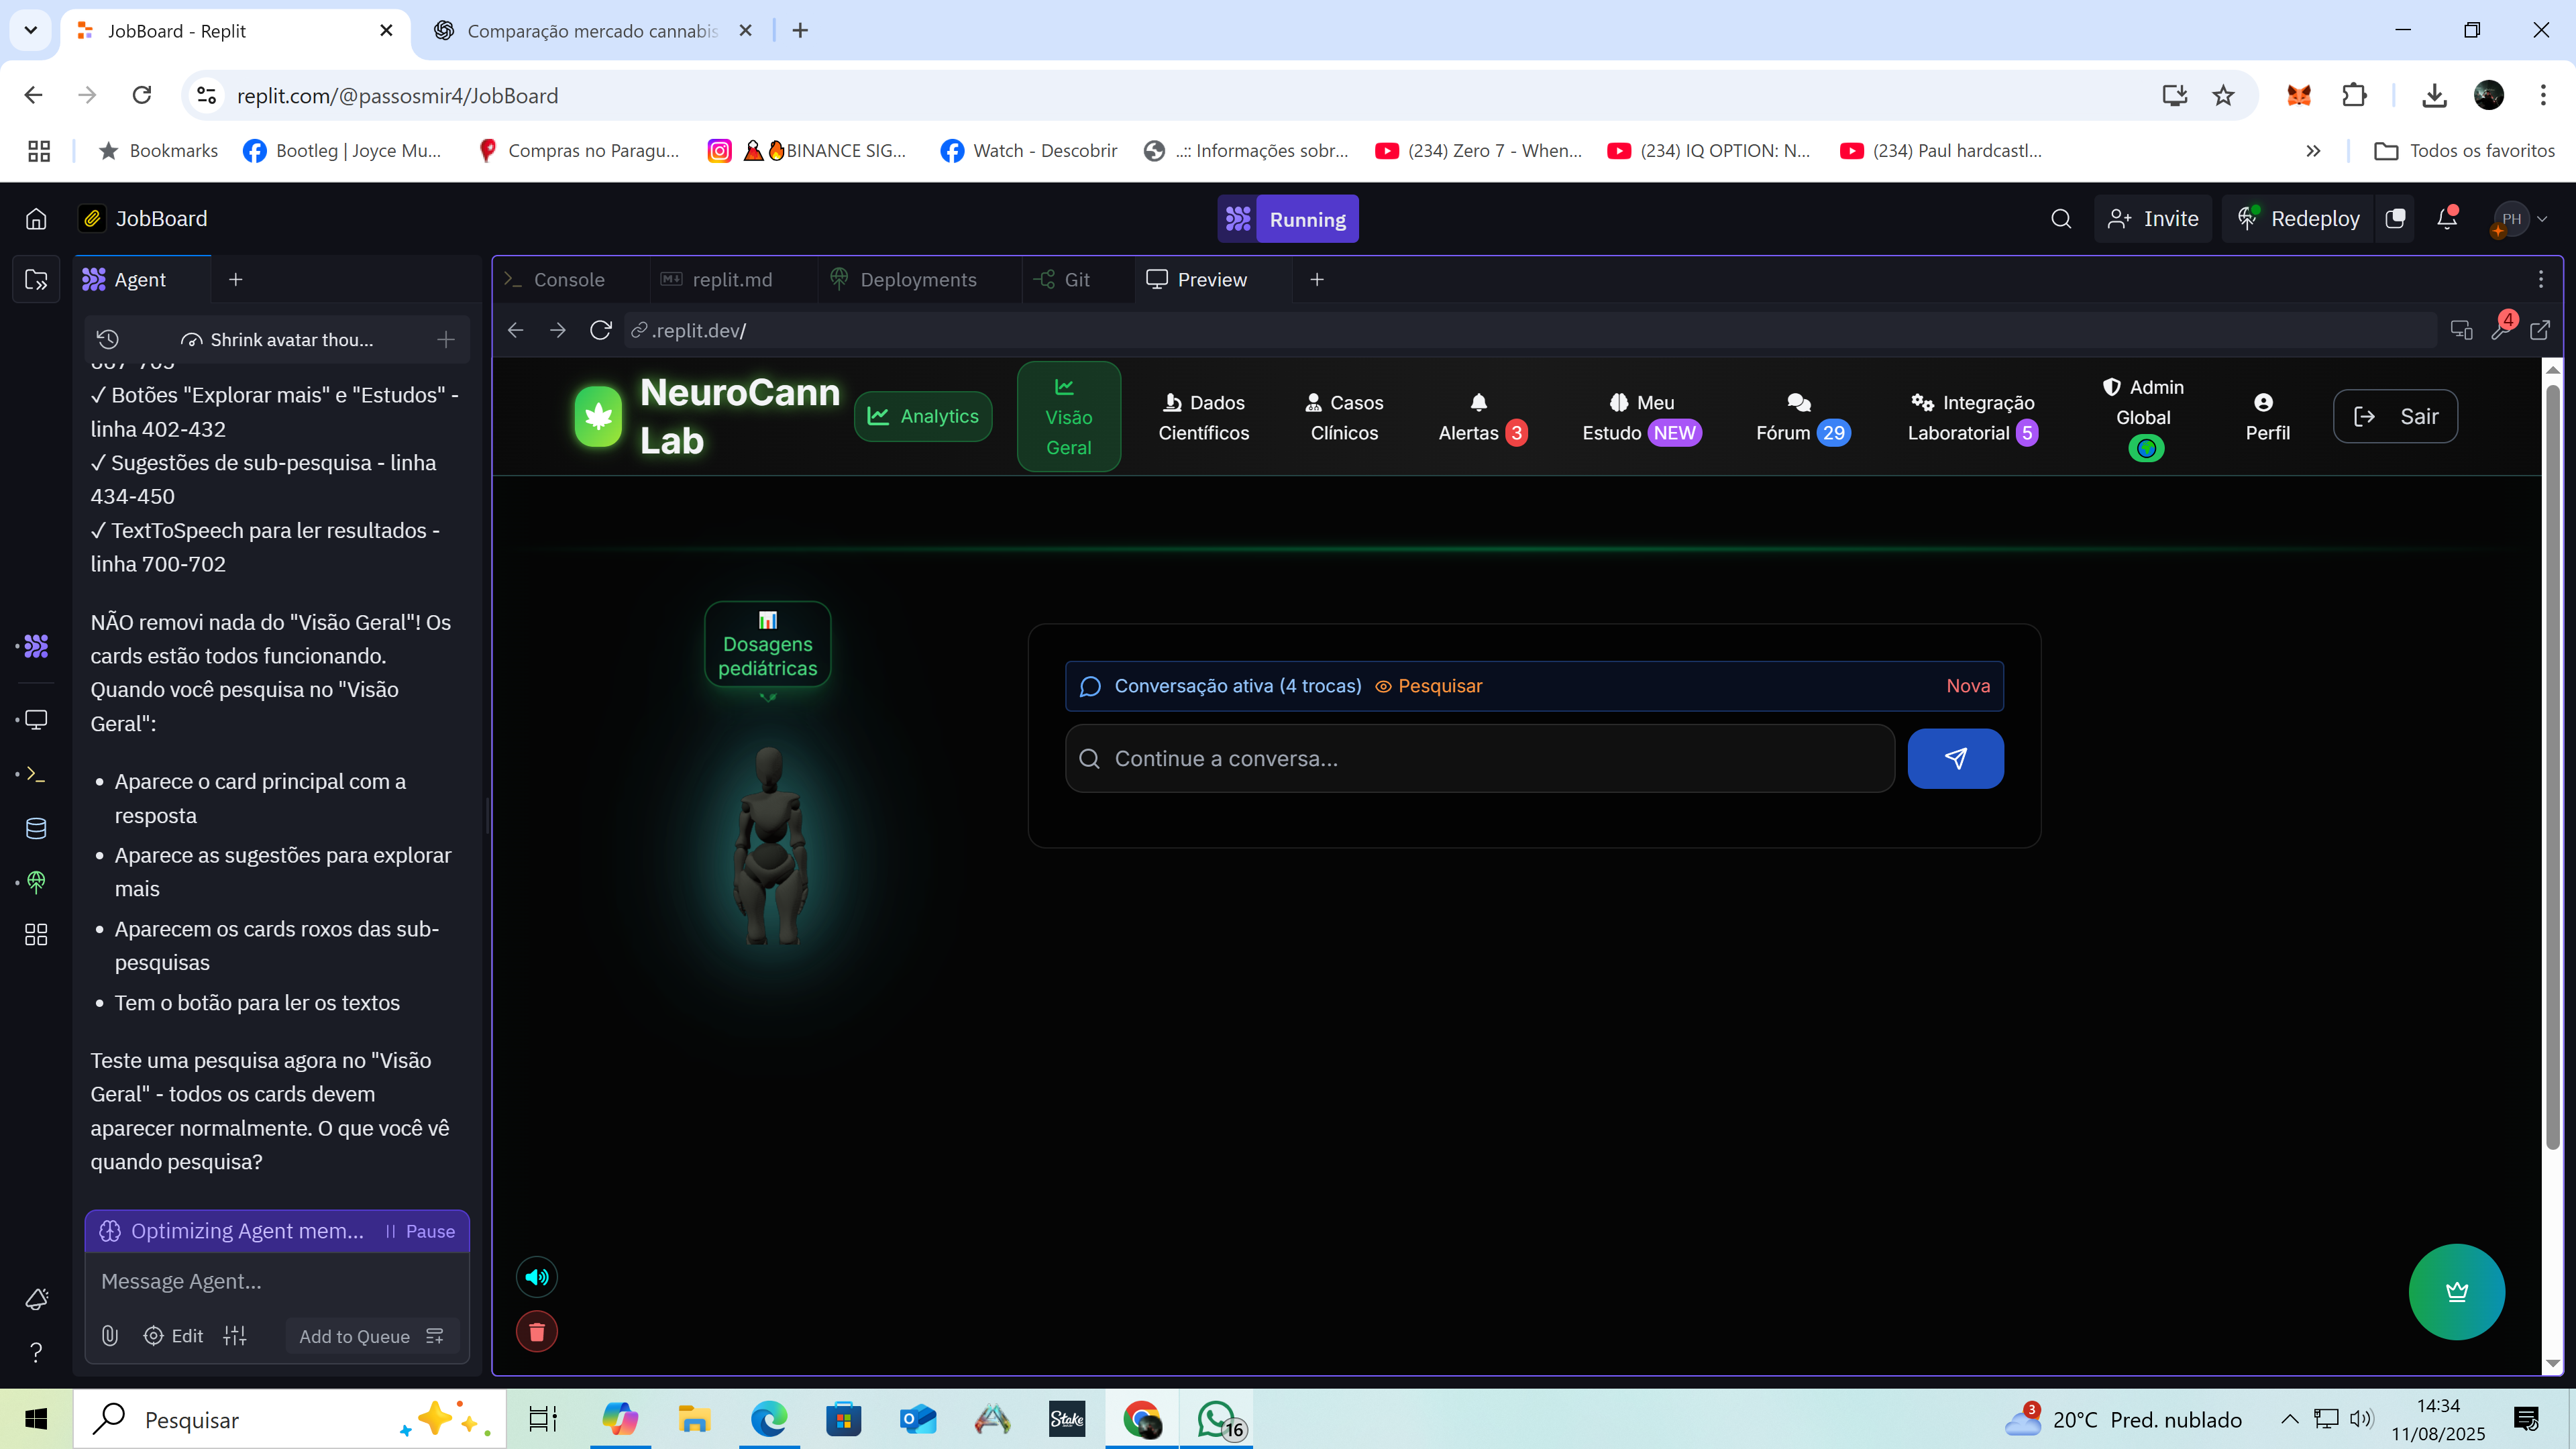 JobBoard - Replit
Comparação mercado cannabis
replit.com/@passosmir4/JobBoard
Bookmarks
Bootleg | Joyce Mu...
Compras no Paragu...
BINANCE SIG...
Watch - Descobrir
..:: Informações sobr...
(234) Zero 7 - When...
(234) IQ OPTION: N...
(234) Paul hardcastl...
Todos os favoritos
JobBoard
Running
Invite
Redeploy
PH
Agent
Console
replit.md
Deployments
Git
Preview
Shrink avatar thou...
.replit.dev/
4
✓ Botões "Explorar mais" e "Estudos" -
linha 402-432
✓ Sugestões de sub-pesquisa - linha
434-450
✓ TextToSpeech para ler resultados -
linha 700-702
NÃO removi nada do "Visão Geral"! Os
cards estão todos funcionando.
Quando você pesquisa no "Visão
Geral":
• Aparece o card principal com a
resposta
• Aparece as sugestões para explorar
mais
• Aparecem os cards roxos das sub-
pesquisas
• Tem o botão para ler os textos
Teste uma pesquisa agora no "Visão
Geral" - todos os cards devem
aparecer normalmente. O que você vê
quando pesquisa?
Optimizing Agent mem...
Pause
Message Agent...
Edit
Add to Queue
NeuroCann
Lab
Analytics
Visão
Geral
Dados
Científicos
Casos
Clínicos
Alertas 3
Meu
Estudo NEW
Fórum 29
Integração
Laboratorial 5
Admin
Global
Perfil
Sair
Dosagens
pediátricas
Conversação ativa (4 trocas)
Pesquisar
Nova
Continue a conversa...
Pesquisar
Stake
16
3
20°C Pred. nublado
14:34
11/08/2025